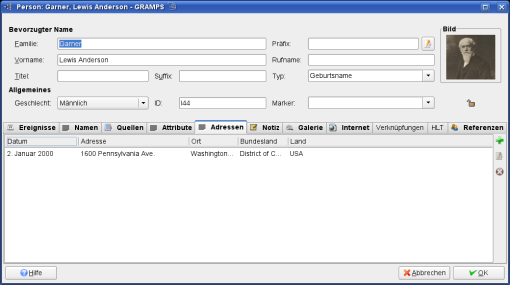 Person: Garner, Lewis Anderson - GRAMPS
Bevorzugter Name
Bild
Familie: Garner
Präfix:
Vorname: Lewis Anderson
Rufname:
Titel:
Suffix:
Typ: Geburtsname
Allgemeines
Geschlecht: Männlich
ID: I44
Marker:
Ereignisse Namen Quellen Attribute Adressen Notiz Galerie Internet Verknüpfungen HLT Referenzen
Datum Adresse Ort Bundesland Land
2. Januar 2000 1600 Pennsylvania Ave. Washington... District of C... USA
Hilfe
Abbrechen
OK